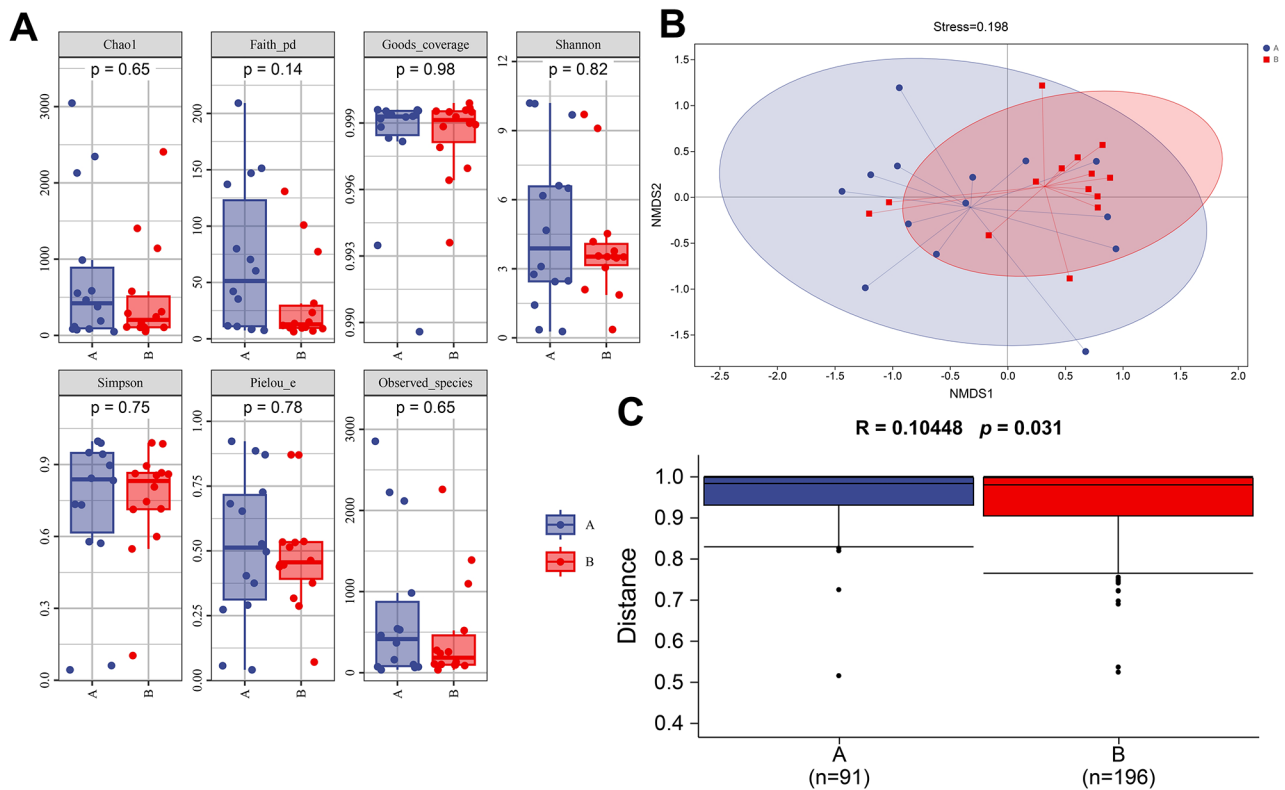 A
Chao1 Faith_pd Goods_coverage Shannon
p = 0.65 p = 0.14 p = 0.98 p = 0.82
3000
2000
1000
0
200
150
100
50
0
0.999
0.996
0.993
0.990
12
9
6
3
0
A B A B A B A B
Simpson Pielou_e Observed_species
p = 0.75 p = 0.78 p = 0.65
0.9
0.6
0.3
0.0
1.00
0.75
0.50
0.25
0.00
3000
2000
1000
0
A B A B A B
A
B
B
Stress=0.198
A
B
NMDS2
1.5
1.0
0.5
0.0
-0.5
-1.0
-1.5
-2.5 -2.0 -1.5 -1.0 -0.5 0.0 0.5 1.0 1.5 2.0
NMDS1
C
R = 0.10448 p = 0.031
Distance
1.0
0.9
0.8
0.7
0.6
0.5
0.4
A B
(n=91) (n=196)